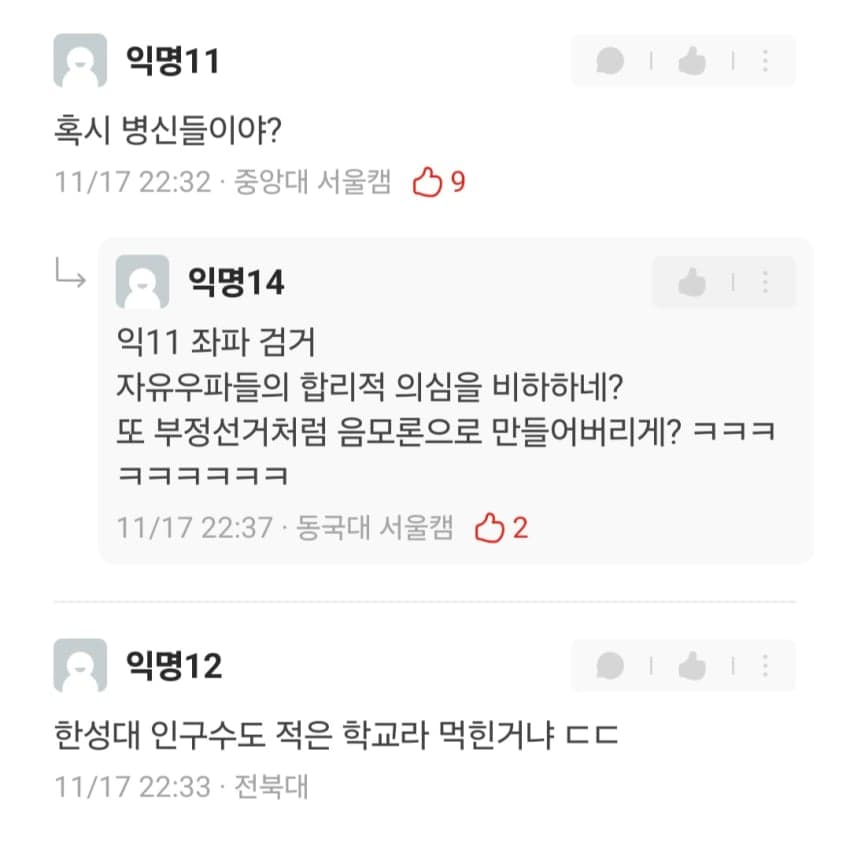 익명11
혹시 병신들이야?
11/17 22:32 · 중앙대 서울캠 9
익명14
익11 좌파 검거
자유우파들의 합리적 의심을 비하하네?
또 부정선거처럼 음모론으로 만들어버리게? ㅋㅋㅋ
ㅋㅋㅋㅋㅋㅋ
11/17 22:37 · 동국대 서울캠 2
익명12
한성대 인구수도 적은 학교라 먹힌거냐 ㄷㄷ
11/17 22:33 · 전북대